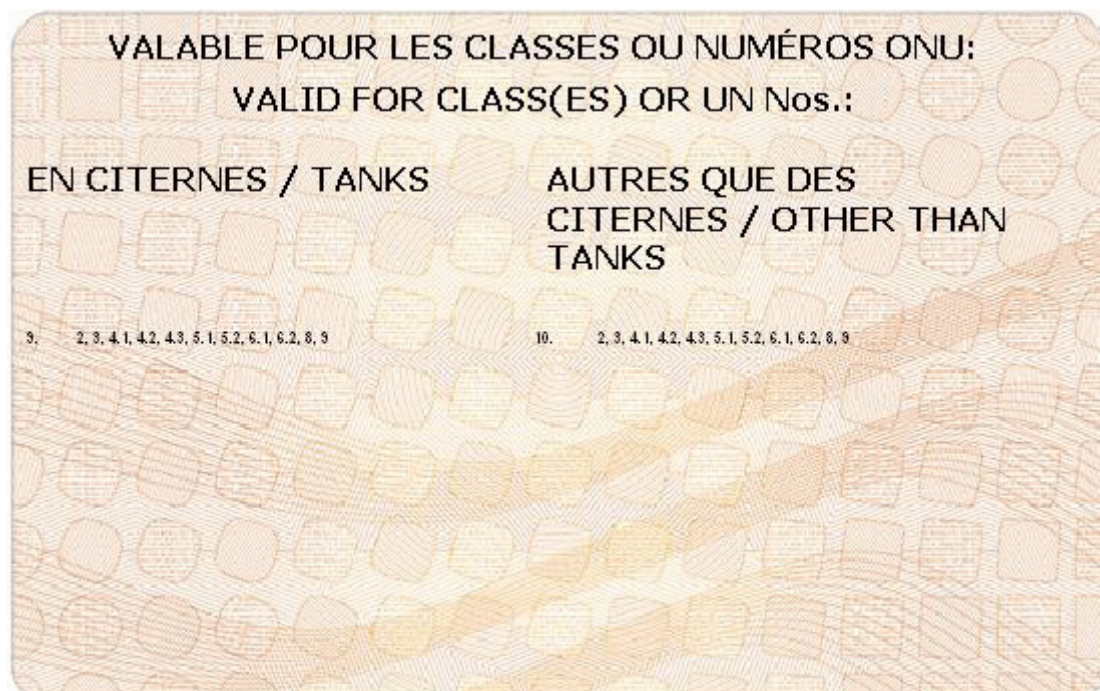 VALABLE POUR LES CLASSES OU NUMÉROS ONU:
VALID FOR CLASS(ES) OR UN Nos.:
EN CITERNES / TANKS
AUTRES QUE DES
CITERNES / OTHER THAN
TANKS
9. 2, 3, 4.1, 4.2, 4.3, 5.1, 5.2, 6.1, 6.2, 8, 9
10. 2, 3, 4.1, 4.2, 4.3, 5.1, 5.2, 6.1, 6.2, 8, 9